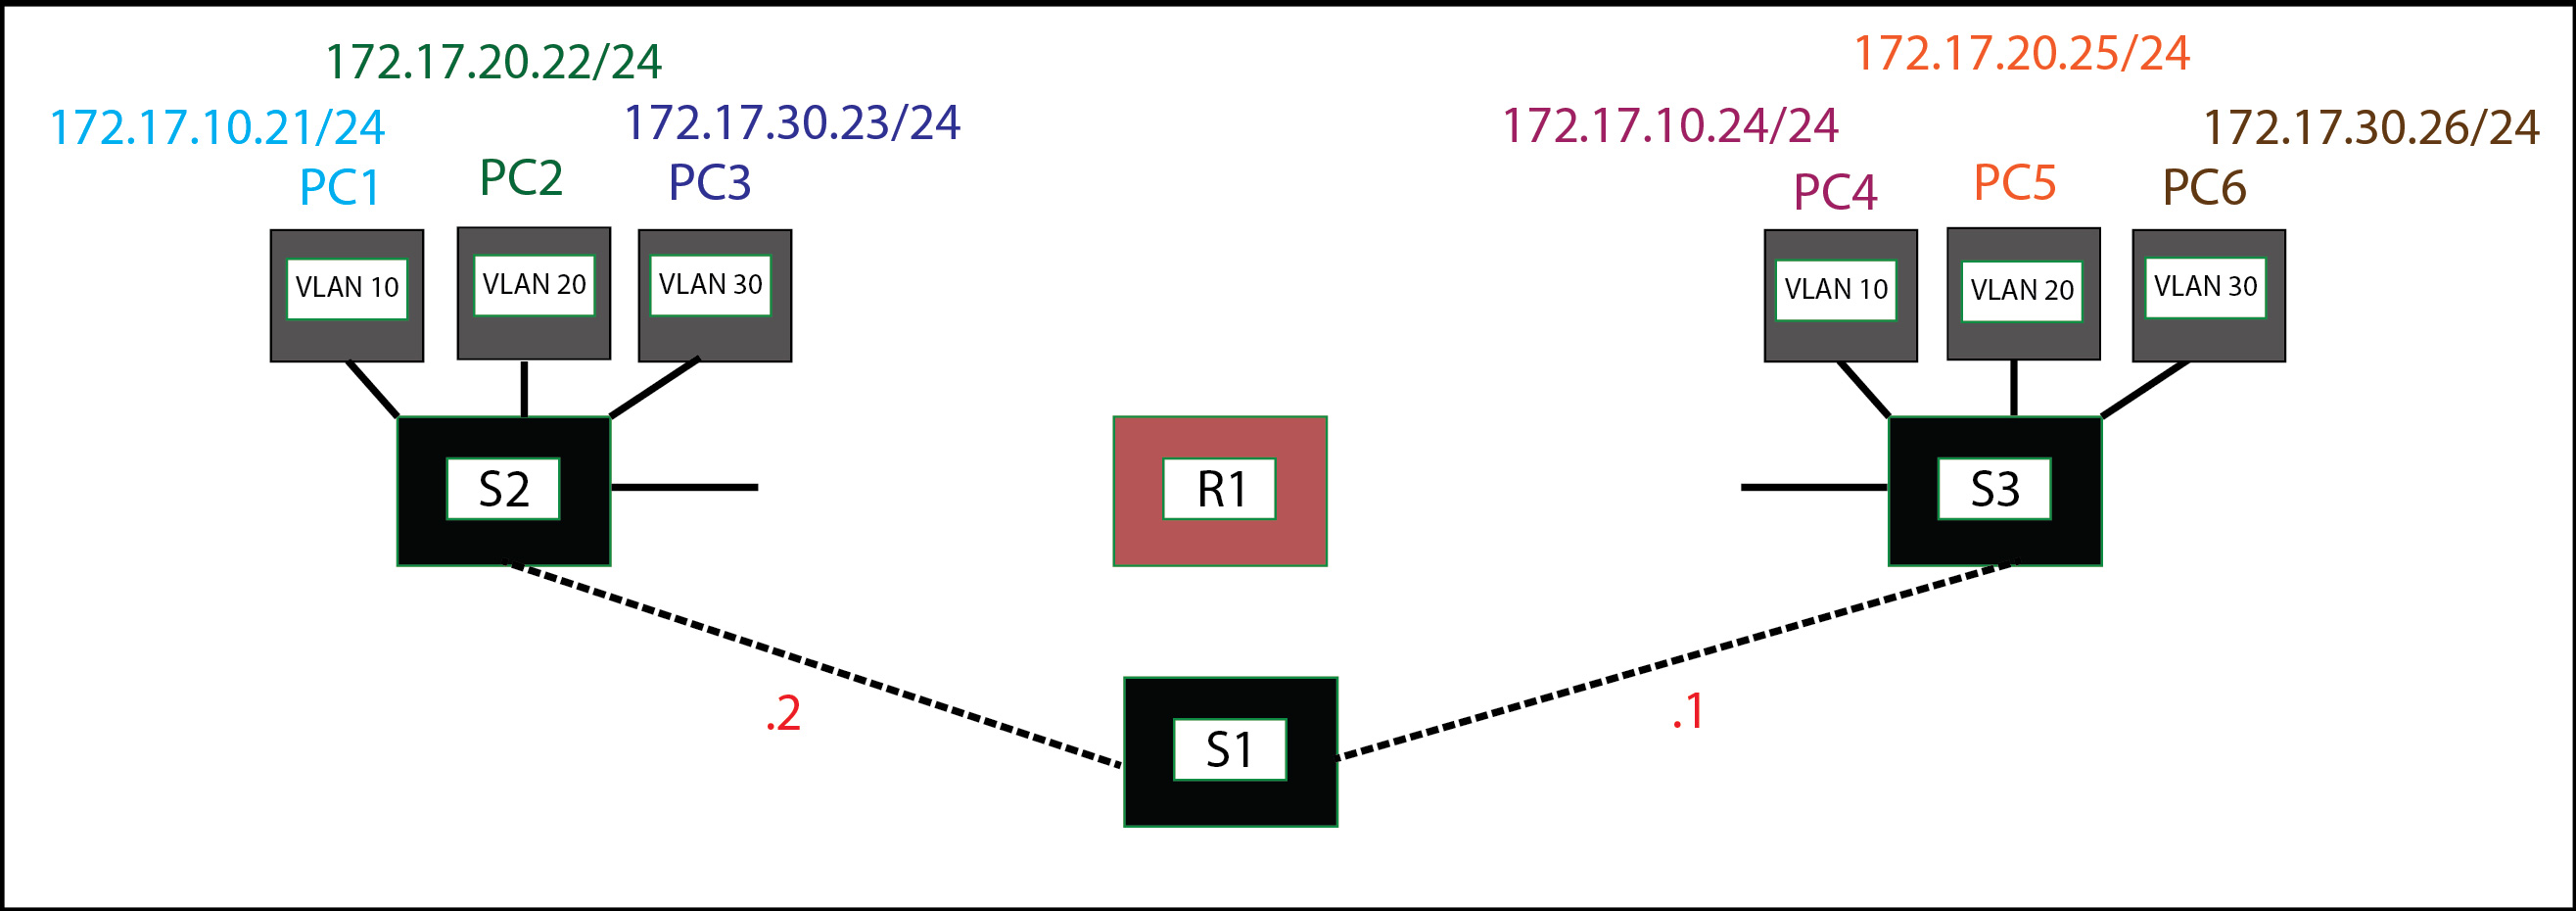 172.17.20.22/24
172.17.10.21/24
172.17.30.23/24
PC1
PC2
PC3
VLAN 10
VLAN 20
VLAN 30
S2
172.17.20.25/24
172.17.10.24/24
172.17.30.26/24
PC4
PC5
PC6
VLAN 10
VLAN 20
VLAN 30
S3
R1
.2
.1
S1